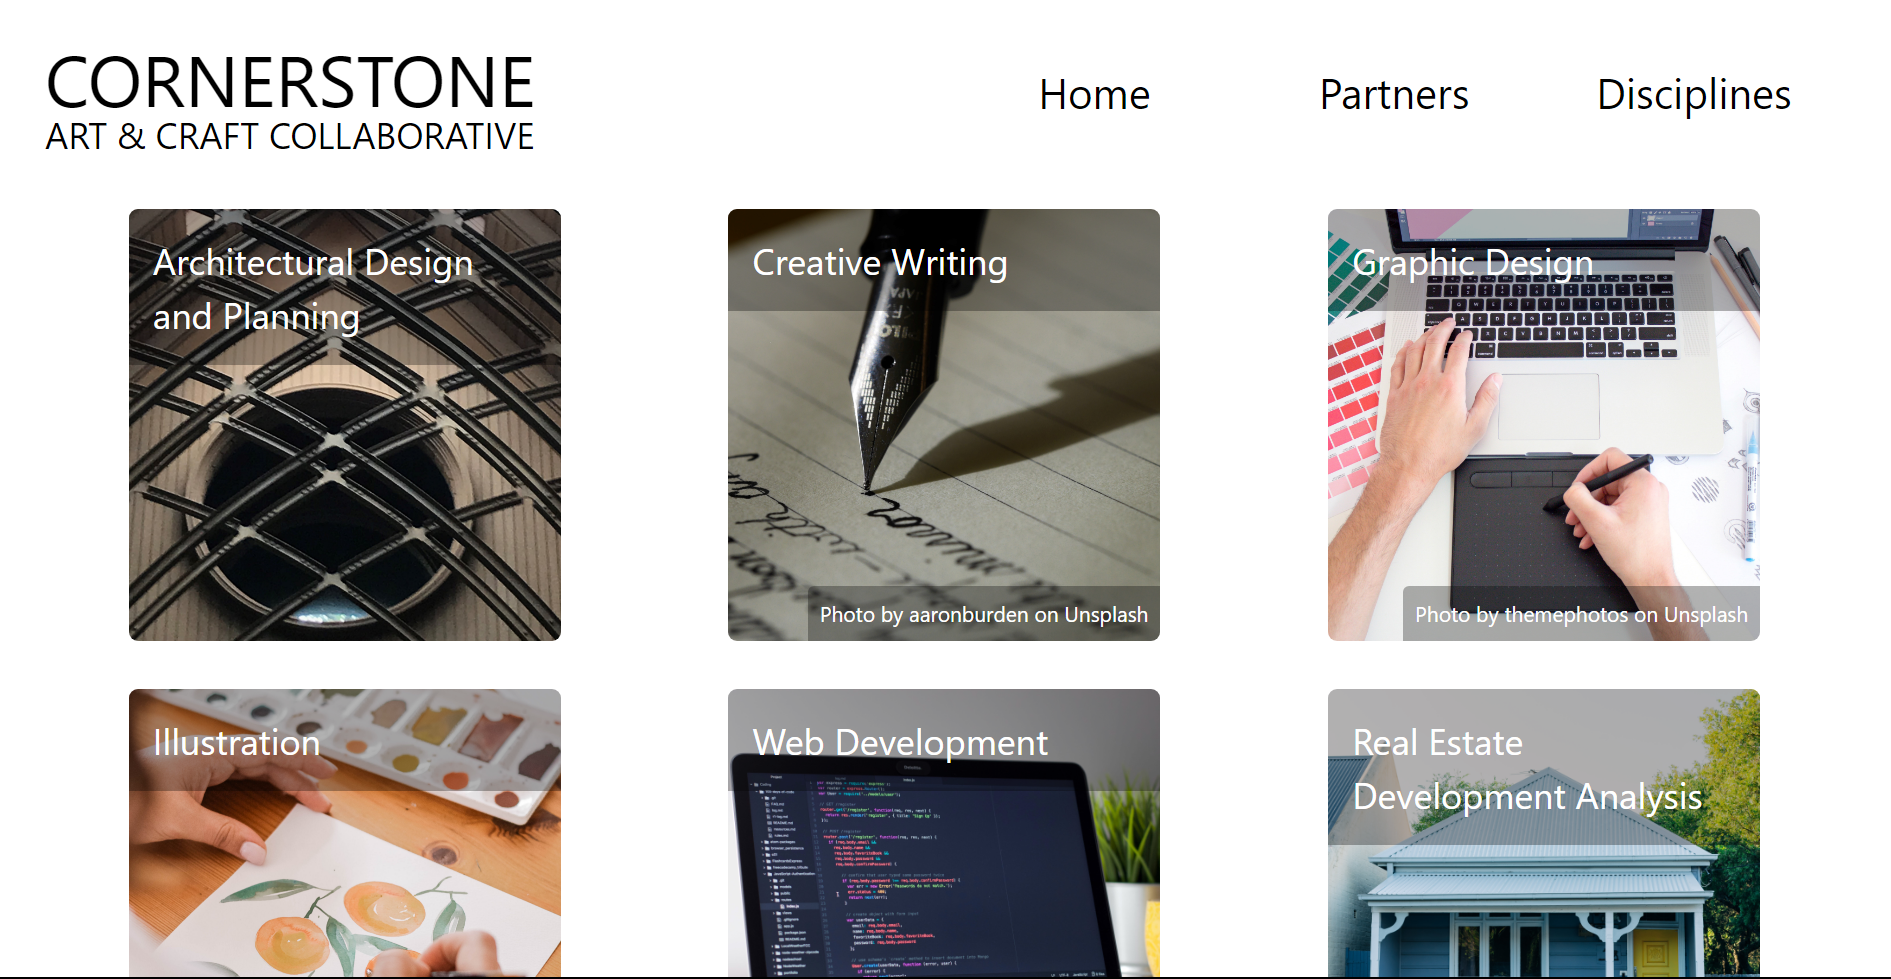 CORNERSTONE
ART & CRAFT COLLABORATIVE
Home
Partners
Disciplines
Architectural Design
and Planning
Creative Writing
Photo by aaronburden on Unsplash
Graphic Design
Photo by themephotos on Unsplash
Illustration
Web Development
Real Estate
Development Analysis